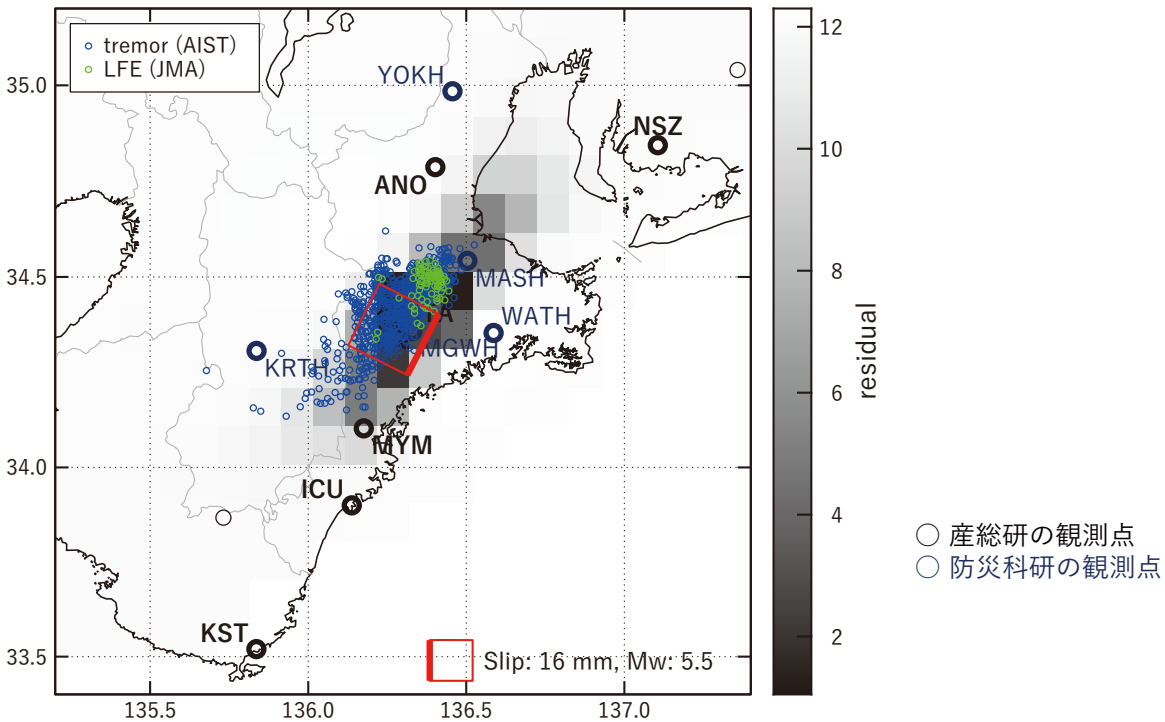 tremor (AIST)
LFE (JMA)
YOKH
NSZ
ANO
MASH
WATH
MGWH
KRTH
MYM
ICU
KST
Slip: 16 mm, Mw: 5.5
35.0
34.5
34.0
33.5
135.5
136.0
136.5
137.0
12
10
8
6
4
2
residual
産総研の観測点
防災科研の観測点